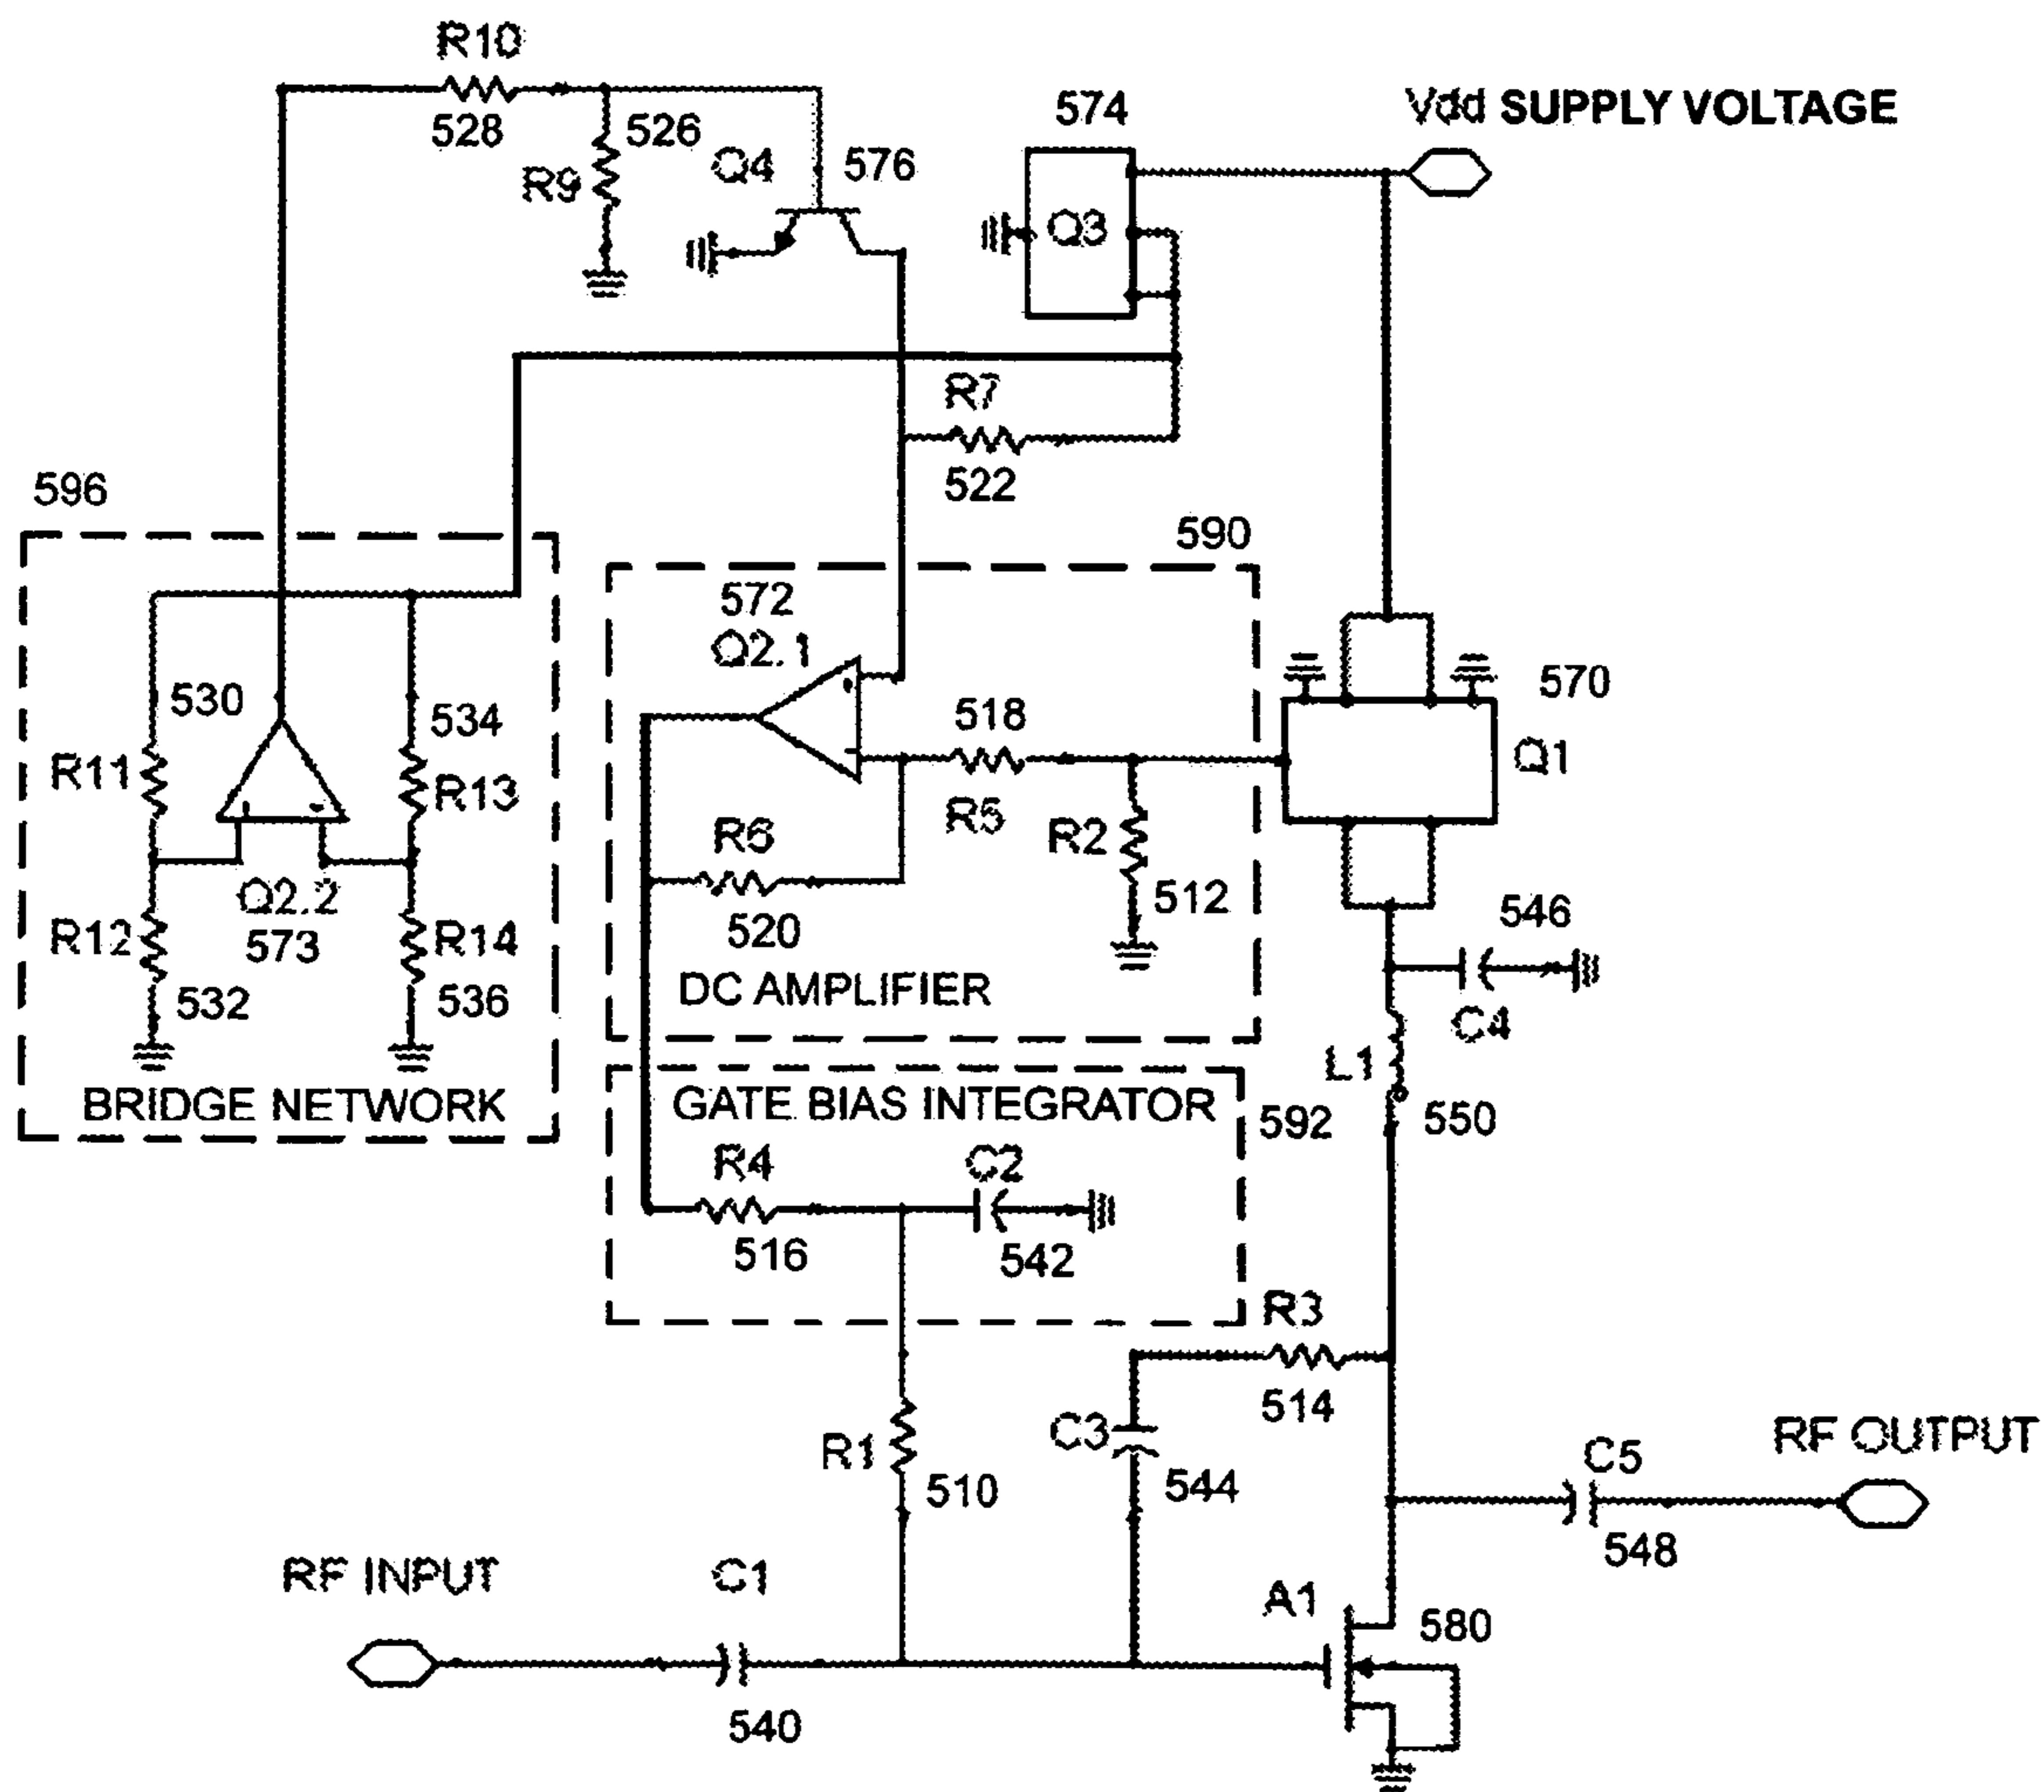 R10
528
526
R9
Q4
576
574
Q3
Vdd SUPPLY VOLTAGE
R7
522
596
590
572
Q2.1
518
R5
R6
520
R2
512
DC AMPLIFIER
570
Q1
530
534
R11
R13
Q2.2
573
R12
532
R14
536
BRIDGE NETWORK
546
C4
L1
550
GATE BIAS INTEGRATOR
592
R4
516
C2
542
R3
514
R1
510
C3
544
C5
548
RF OUTPUT
RF INPUT
C1
540
A1
580